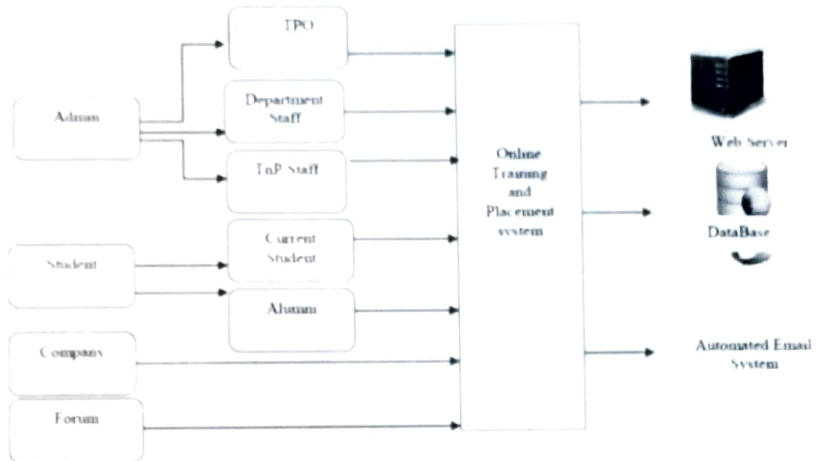 TPO
Admin
Department
Staff
TnP Staff
Online
Training
and
Placement
system
Student
Current
Student
Alumni
Company
Forum
Web Server
DataBase
Automated Email
System